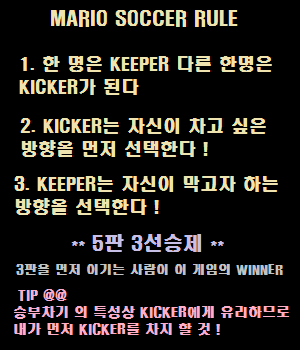 MARIO SOCCER RULE
1. 한 명은 KEEPER 다른 한명은
KICKER가 된다
2. KICKER는 자신이 차고 싶은
방향을 먼저 선택한다 !
3. KEEPER는 자신이 막고자 하는
방향을 선택한다 !
** 5판 3선승제 **
3판을 먼저 이기는 사람이 이 게임의 WINNER
TIP @@
승부차기 의 특성상 KICKER에게 유리하므로
내가 먼저 KICKER를 차지 할 것 !